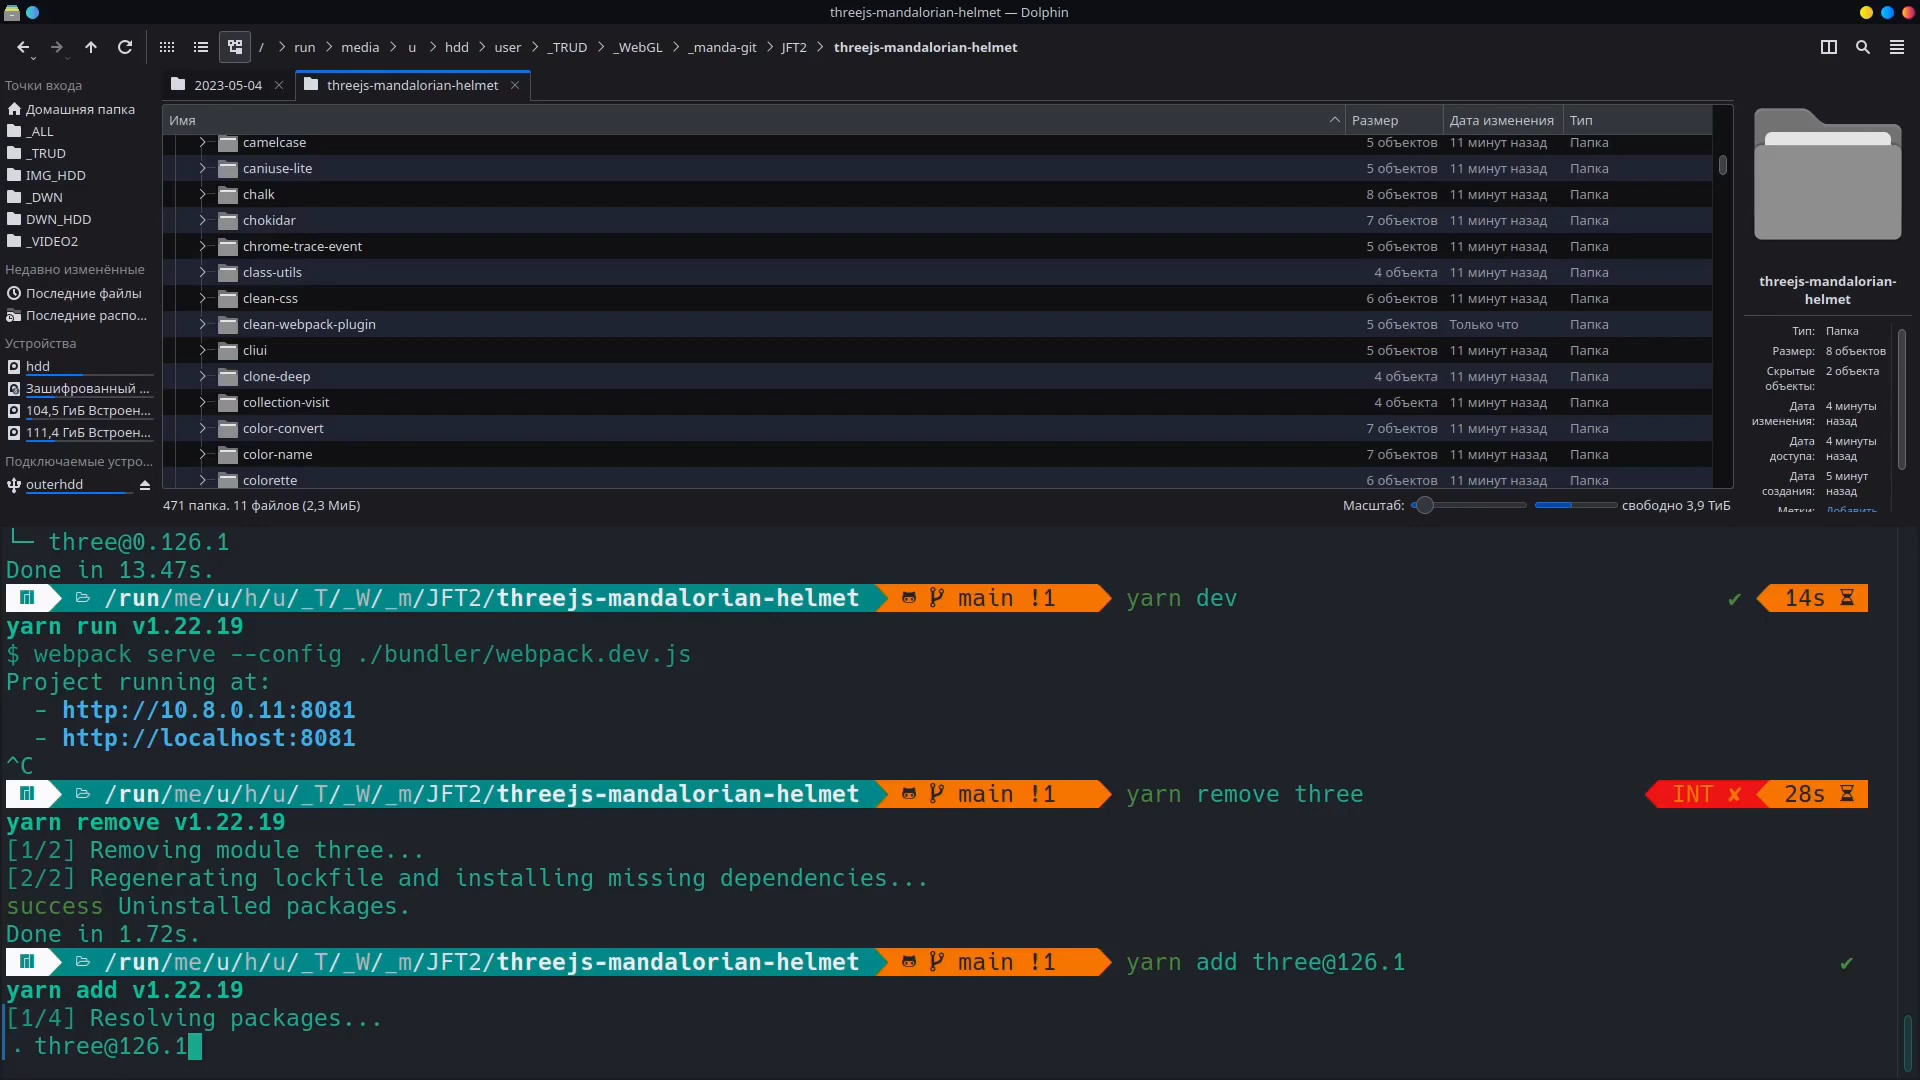 threejs-mandalorian-helmet — Dolphin
/ > run > media > u > hdd > user > _TRUD > _WebGL > _manda-git > JFT2 > threejs-mandalorian-helmet
Точки входа
Домашняя папка
_ALL
_TRUD
IMG_HDD
_DWN
DWN_HDD
_VIDEO2
Недавно изменённые
Последние файлы
Последние распо...
Устройства
hdd
Зашифрованный ...
104,5 ГиБ Встроен...
111,4 ГиБ Встроен...
Подключаемые устро...
outerhdd
2023-05-04 threejs-mandalorian-helmet
Имя Размер Дата изменения Тип
camelcase 5 объектов 11 минут назад Папка
caniuse-lite 5 объектов 11 минут назад Папка
chalk 8 объектов 11 минут назад Папка
chokidar 7 объектов 11 минут назад Папка
chrome-trace-event 5 объектов 11 минут назад Папка
class-utils 4 объекта 11 минут назад Папка
clean-css 6 объектов 11 минут назад Папка
clean-webpack-plugin 5 объектов Только что Папка
cliui 5 объектов 11 минут назад Папка
clone-deep 4 объекта 11 минут назад Папка
collection-visit 4 объекта 11 минут назад Папка
color-convert 7 объектов 11 минут назад Папка
color-name 7 объектов 11 минут назад Папка
colorette 6 объектов 11 минут назад Папка
471 папка. 11 файлов (2,3 МиБ) Масштаб: свободно 3,9 ТиБ
threejs-mandalorian-
helmet
Тип: Папка
Размер: 8 объектов
Скрытые 2 объекта
объекты:
Дата 4 минуты
изменения: назад
Дата 4 минуты
доступа: назад
Дата 5 минут
создания: назад
Метки: Добавить
└─ three@0.126.1
Done in 13.47s.
/run/me/u/h/u/_T/_W/_m/JFT2/threejs-mandalorian-helmet main !1 yarn dev ✔ 14s
yarn run v1.22.19
$ webpack serve --config ./bundler/webpack.dev.js
Project running at:
- http://10.8.0.11:8081
- http://localhost:8081
^C
/run/me/u/h/u/_T/_W/_m/JFT2/threejs-mandalorian-helmet main !1 yarn remove three INT ✘ 28s
yarn remove v1.22.19
[1/2] Removing module three...
[2/2] Regenerating lockfile and installing missing dependencies...
success Uninstalled packages.
Done in 1.72s.
/run/me/u/h/u/_T/_W/_m/JFT2/threejs-mandalorian-helmet main !1 yarn add three@126.1 ✔
yarn add v1.22.19
[1/4] Resolving packages...
. three@126.1